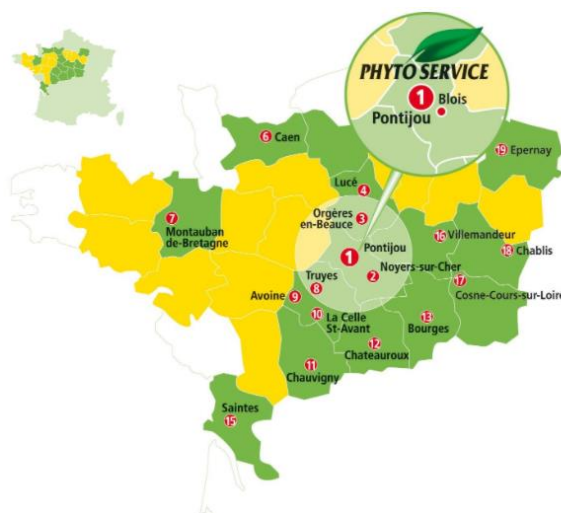 PHYTO SERVICE
1
Blois
Pontijou
6 Caen
19 Epernay
Lucé
4
7
Montauban
de-Bretagne
Orgères
en-Beauce
3
16 Villemandeur
18 Chablis
Pontijou
1
2
Noyers-sur-Cher
17
Cosne-Cours-sur-Loire
Truyes
8
Avoine 9
10
La Celle
St-Avant
13
Bourges
12
Chateauroux
11
Chauvigny
Saintes
15